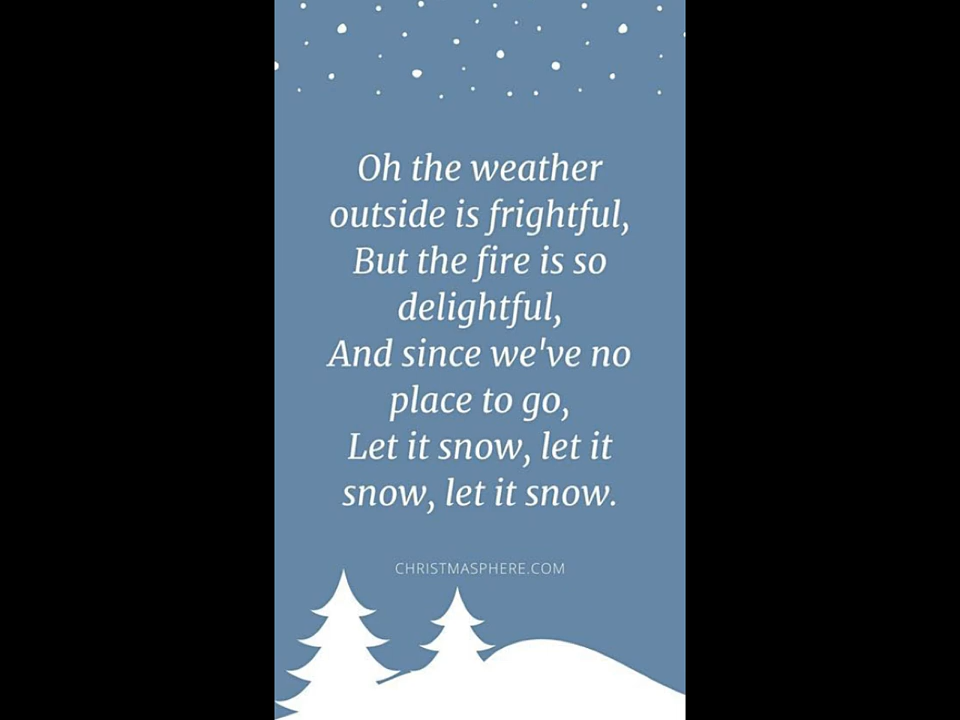 Oh the weather
outside is frightful,
But the fire is so
delightful,
And since we've no
place to go,
Let it snow, let it
snow, let it snow.
CHRISTMASPHERE.COM